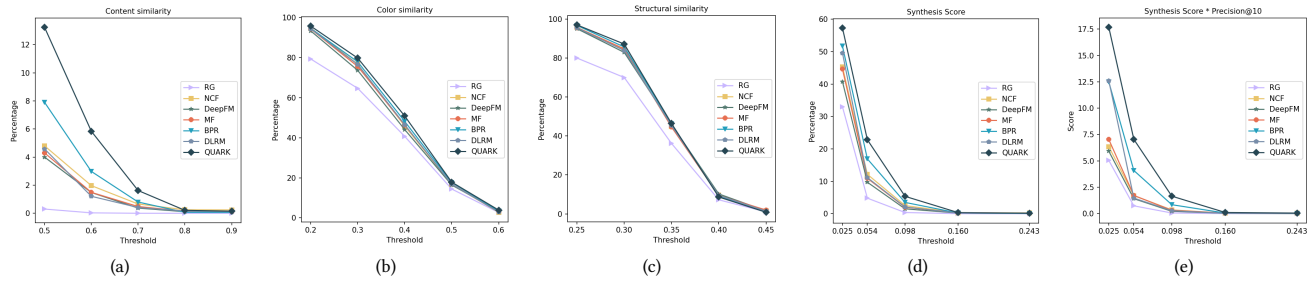 Content similarity
Percentage
12
10
8
6
4
2
0
0.5
0.6
0.7
0.8
0.9
Threshold
RG
NCF
DeepFM
MF
BPR
DLRM
QUARK
(a)
Color similarity
Percentage
100
80
60
40
20
0
0.2
0.3
0.4
0.5
0.6
Threshold
RG
NCF
DeepFM
MF
BPR
DLRM
QUARK
(b)
Structural similarity
Percentage
100
80
60
40
20
0
0.25
0.30
0.35
0.40
0.45
Threshold
RG
NCF
DeepFM
MF
BPR
DLRM
QUARK
(c)
Synthesis Score
Percentage
60
50
40
30
20
10
0
0.025
0.054
0.098
0.160
0.243
Threshold
RG
NCF
DeepFM
MF
BPR
DLRM
QUARK
(d)
Synthesis Score * Precision@10
Score
17.5
15.0
12.5
10.0
7.5
5.0
2.5
0.0
0.025
0.054
0.098
0.160
0.243
Threshold
RG
NCF
DeepFM
MF
BPR
DLRM
QUARK
(e)